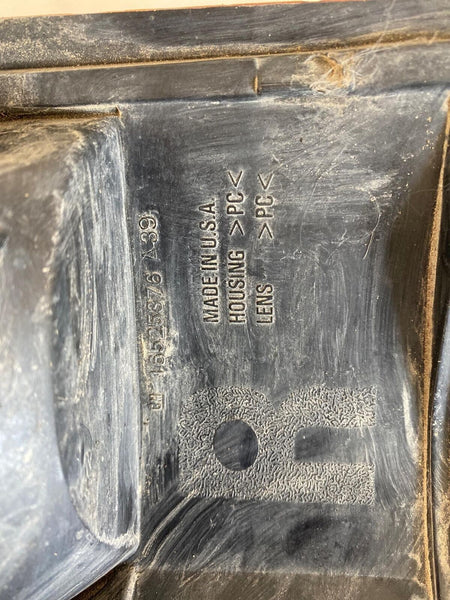 MADE IN U.S.A.
HOUSING >PC<
LENS >PC<
R